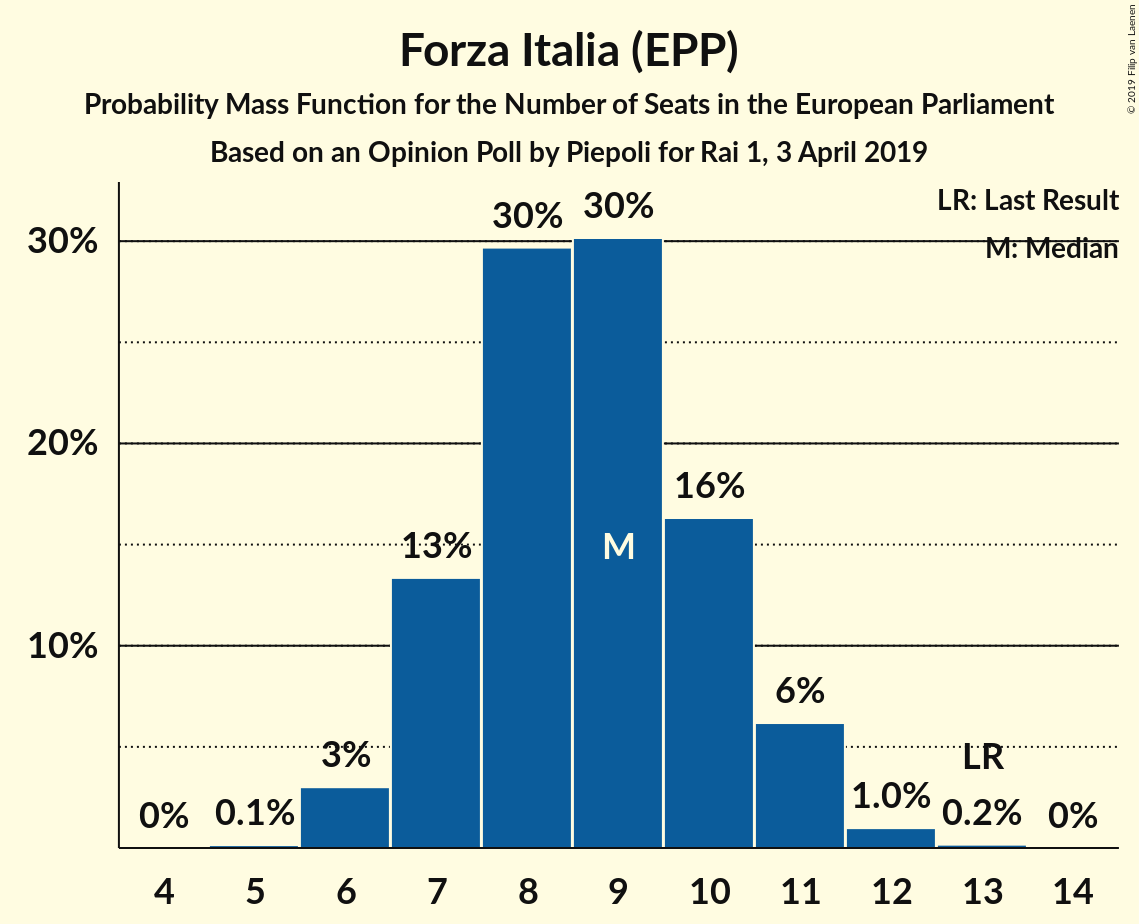 Forza Italia (EPP)
Probability Mass Function for the Number of Seats in the European Parliament
Based on an Opinion Poll by Piepoli for Rai 1, 3 April 2019
© 2019 Filip van Laenen
LR: Last Result
M: Median
30%
20%
10%
0%
0.1%
3%
13%
30%
30%
M
16%
6%
1.0%
LR
0.2%
0%
4 5 6 7 8 9 10 11 12 13 14